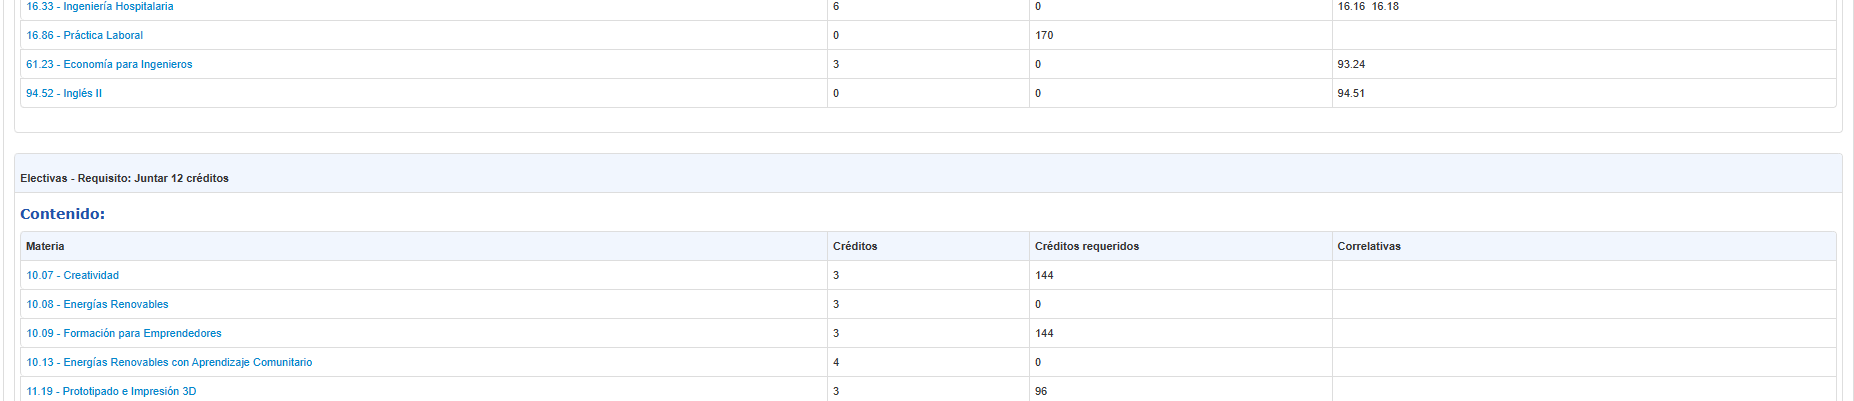 16.33 - Ingeniería Hospitalaria 6 0 16.16 16.18
16.86 - Práctica Laboral 0 170
61.23 - Economía para Ingenieros 3 0 93.24
94.52 - Inglés II 0 0 94.51
Electivas - Requisito: Juntar 12 créditos
Contenido:
Materia Créditos Créditos requeridos Correlativas
10.07 - Creatividad 3 144
10.08 - Energías Renovables 3 0
10.09 - Formación para Emprendedores 3 144
10.13 - Energías Renovables con Aprendizaje Comunitario 4 0
11.19 - Prototipado e Impresión 3D 3 96